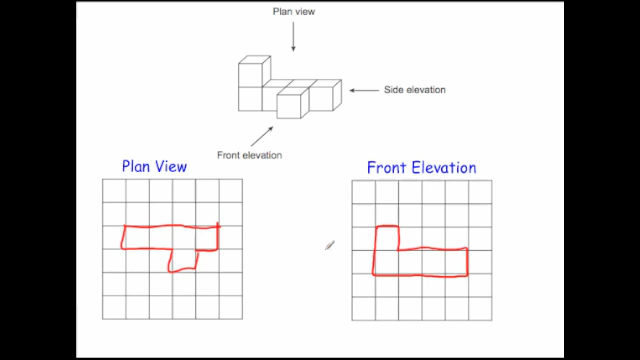 Plan view
Side elevation
Front elevation
Plan View
Front Elevation